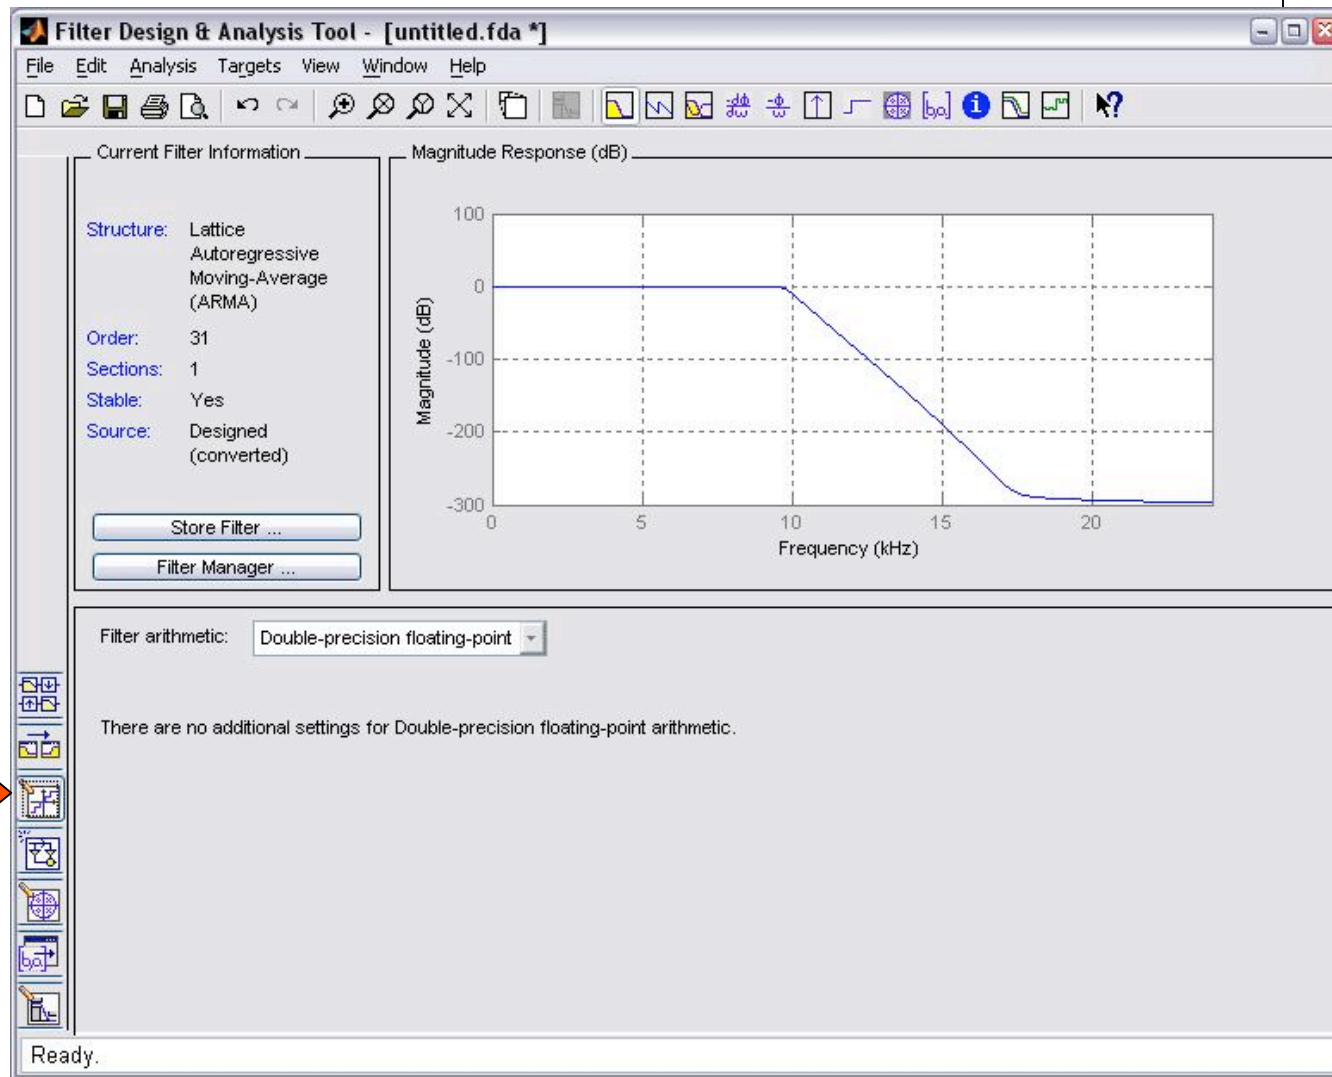 Filter Design & Analysis Tool - [untitled.fda *]
File Edit Analysis Targets View Window Help
Current Filter Information
Structure: Lattice
Autoregressive
Moving-Average
(ARMA)
Order: 31
Sections: 1
Stable: Yes
Source: Designed
(converted)
Store Filter ...
Filter Manager ...
Magnitude Response (dB)
Magnitude (dB)
100
0
-100
-200
-300
0 5 10 15 20
Frequency (kHz)
Filter arithmetic: Double-precision floating-point
There are no additional settings for Double-precision floating-point arithmetic.
[b,a]
[b,a]
Ready.